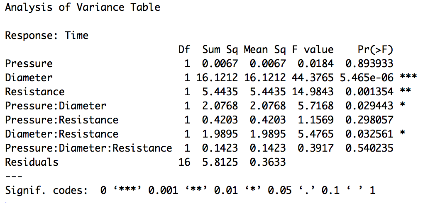 Analysis of Variance Table

Response: Time
                             Df  Sum Sq Mean Sq F value    Pr(>F)
Pressure                      1  0.0067  0.0067  0.0184  0.893933
Diameter                      1 16.1212 16.1212 44.3765 5.465e-06 ***
Resistance                    1  5.4435  5.4435 14.9843  0.001354 **
Pressure:Diameter             1  2.0768  2.0768  5.7168  0.029443 *
Pressure:Resistance           1  0.4203  0.4203  1.1569  0.298057
Diameter:Resistance           1  1.9895  1.9895  5.4765  0.032561 *
Pressure:Diameter:Resistance  1  0.1423  0.1423  0.3917  0.540235
Residuals                    16  5.8125  0.3633
---
Signif. codes:  0 ‘***’ 0.001 ‘**’ 0.01 ‘*’ 0.05 ‘.’ 0.1 ‘ ’ 1